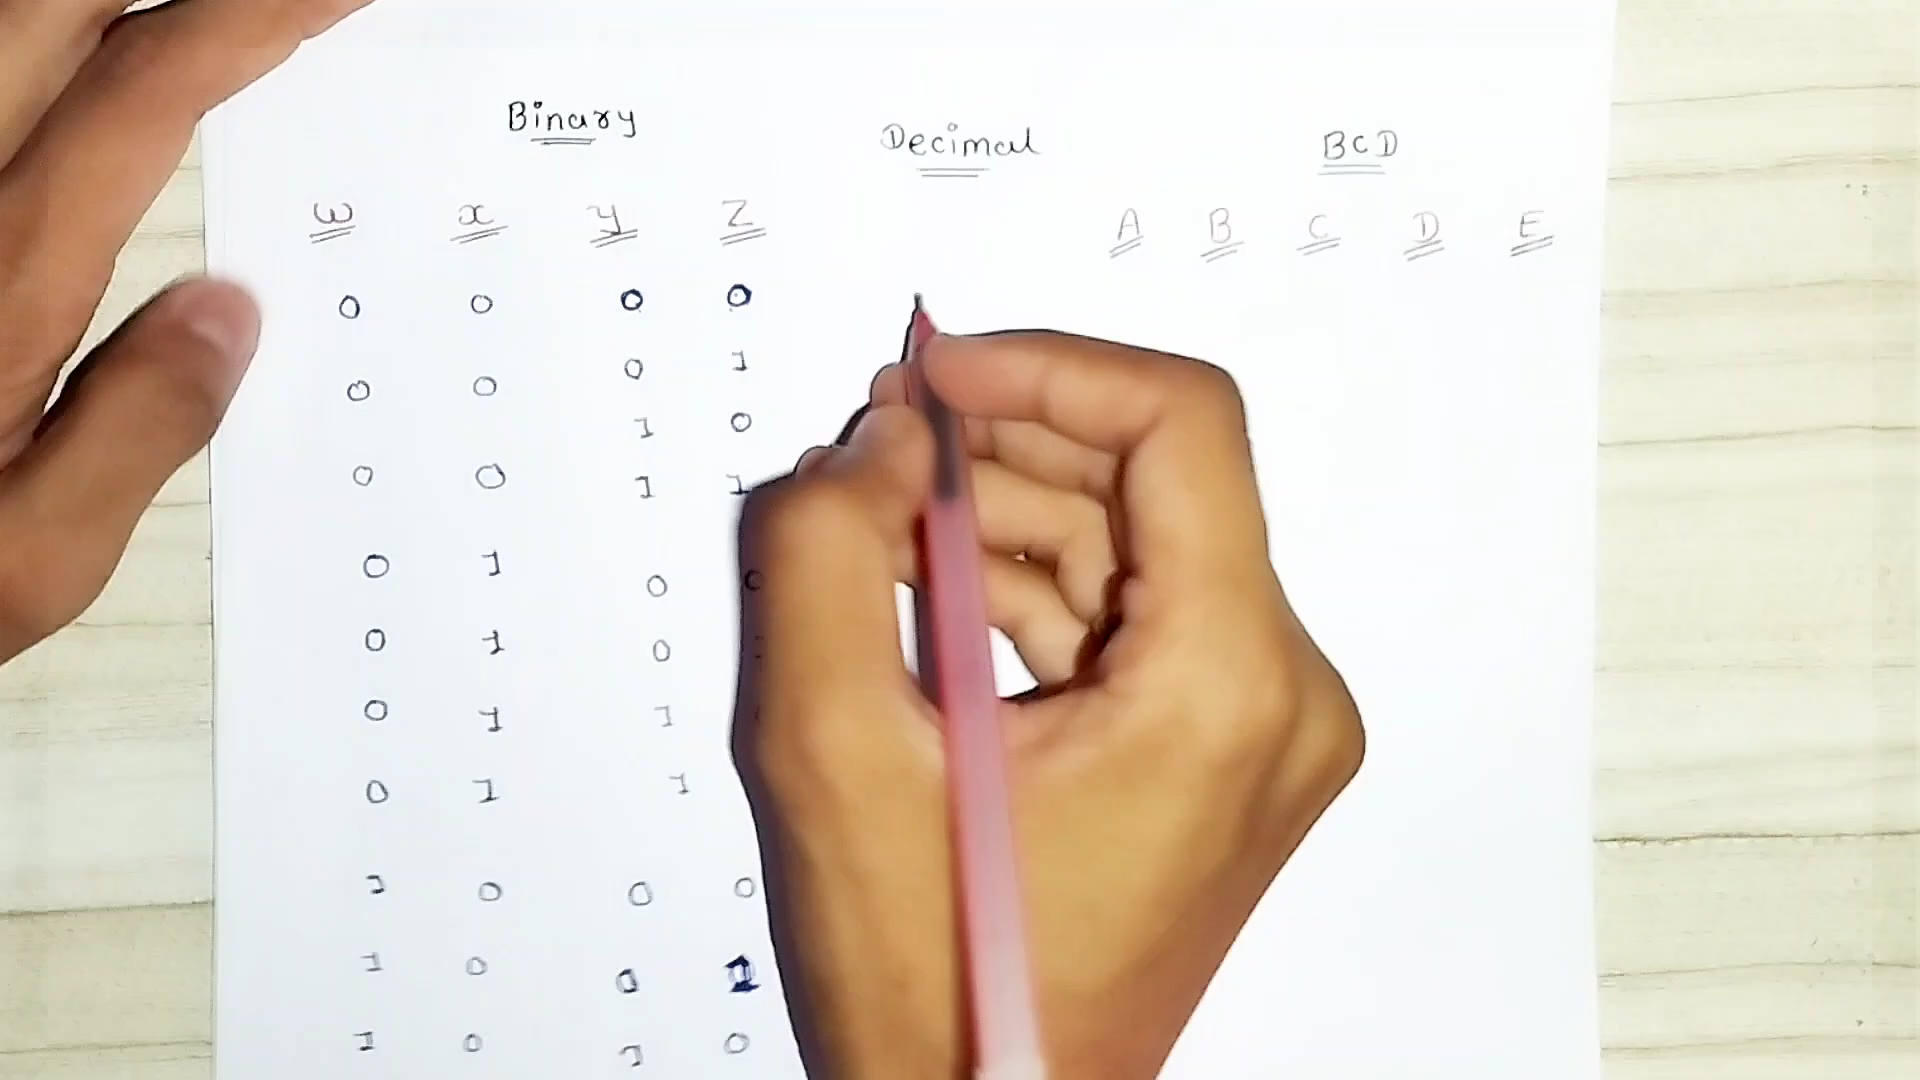 Binary Decimal BCD
w x y z A B C D E
0 0 0 0
0 0 0 1
1 0
0 0 1 1
0 1 0
0 1 0
0 1 1
0 1 1
1 0 0 0
1 0 0 1
1 0 1 0